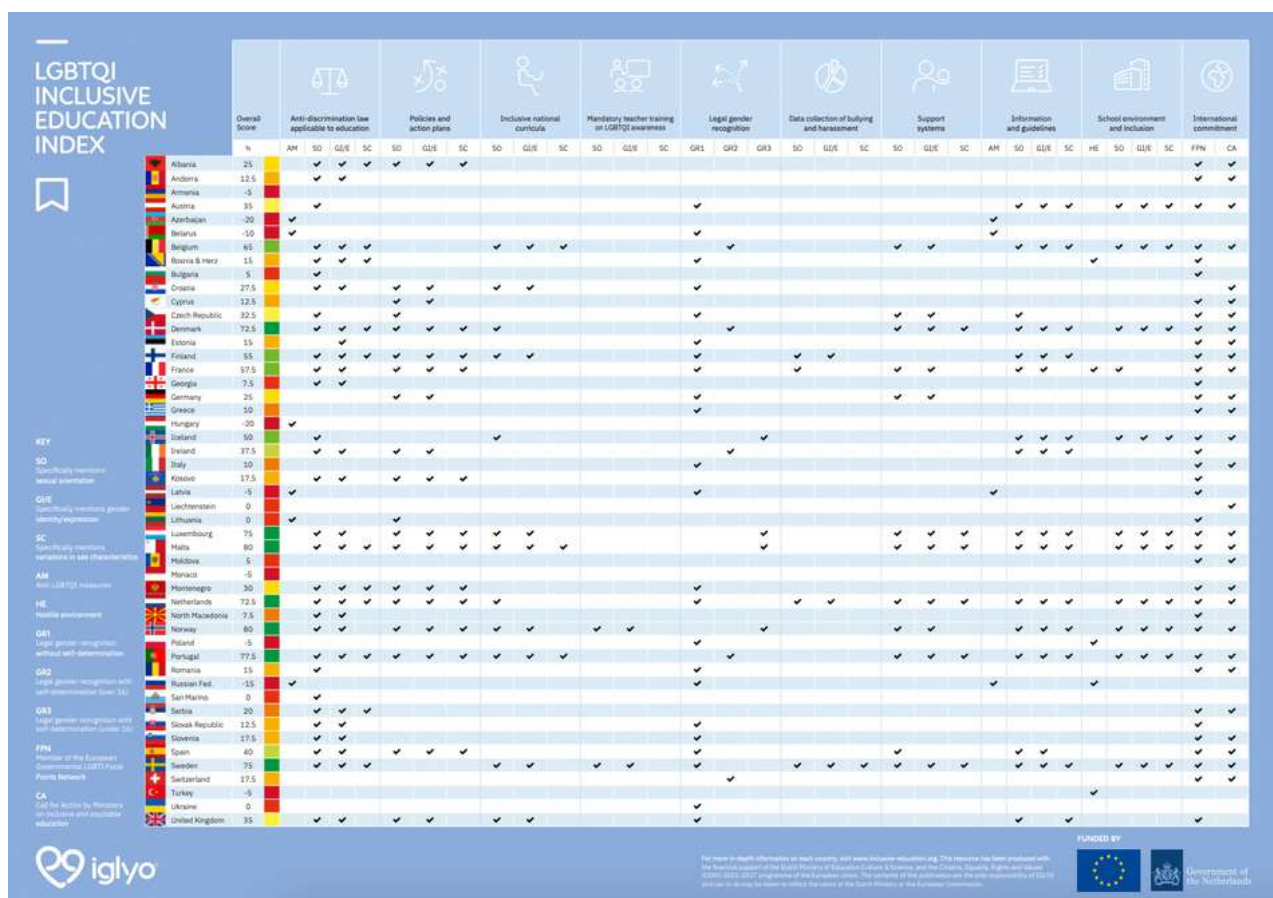 LGBTQI
INCLUSIVE
EDUCATION
INDEX
Overall Score
Anti-discrimination law applicable to education
Policies and action plans
Inclusive national curricula
Mandatory teacher training on LGBTQI awareness
Legal gender recognition
Data collection of bullying and harassment
Support systems
Information and guidelines
School environment and inclusion
International commitment
% AM SO GI/E SC SO GI/E SC SO GI/E SC SO GI/E SC GR1 GR2 GR3 SO GI/E SC SO GI/E SC AM SO GI/E SC HE SO GI/E SC FPN CA
Albania 25
Andorra 12.5
Armenia -5
Austria 35
Azerbaijan -20
Belarus -10
Belgium 65
Bosnia & Herz 15
Bulgaria 5
Croatia 27.5
Cyprus 12.5
Czech Republic 32.5
Denmark 72.5
Estonia 15
Finland 55
France 57.5
Georgia 7.5
Germany 25
Greece 10
Hungary -20
Iceland 50
Ireland 37.5
Italy 10
Kosovo 17.5
Latvia -5
Liechtenstein 0
Lithuania 0
Luxembourg 75
Malta 80
Moldova 5
Monaco -5
Montenegro 30
Netherlands 72.5
North Macedonia 7.5
Norway 80
Poland -5
Portugal 77.5
Romania 15
Russian Fed. -15
San Marino 0
Serbia 20
Slovak Republic 12.5
Slovenia 17.5
Spain 40
Sweden 75
Switzerland 17.5
Turkey -5
Ukraine 0
United Kingdom 35
KEY
SO
Specifically mentions
sexual orientation
GI/E
Specifically mentions gender
identity/expression
SC
Specifically mentions
variations in sex characteristics
AM
Anti-LGBTQI measures
HE
Hostile environment
GR1
Legal gender recognition
without self-determination
GR2
Legal gender recognition with
self-determination (over 16)
GR3
Legal gender recognition with
self-determination (under 16)
FPN
Member of the European
Governmental LGBTI Focal
Points Network
CA
Call for Action by Ministers
on inclusive and equitable
education
iglyo
FUNDED BY
Government of
the Netherlands